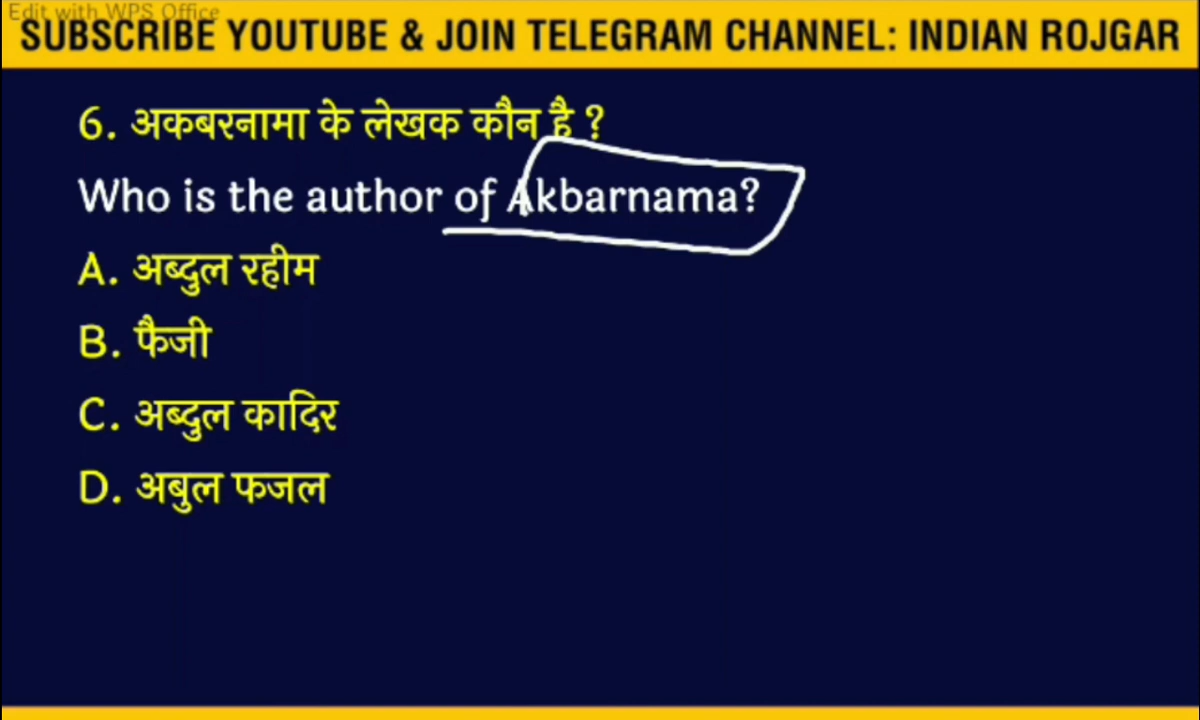 Edit with WPS Office
SUBSCRIBE YOUTUBE & JOIN TELEGRAM CHANNEL: INDIAN ROJGAR
6. अकबरनामा के लेखक कौन है ?
Who is the author of Akbarnama?
A. अब्दुल रहीम
B. फैजी
C. अब्दुल कादिर
D. अबुल फजल